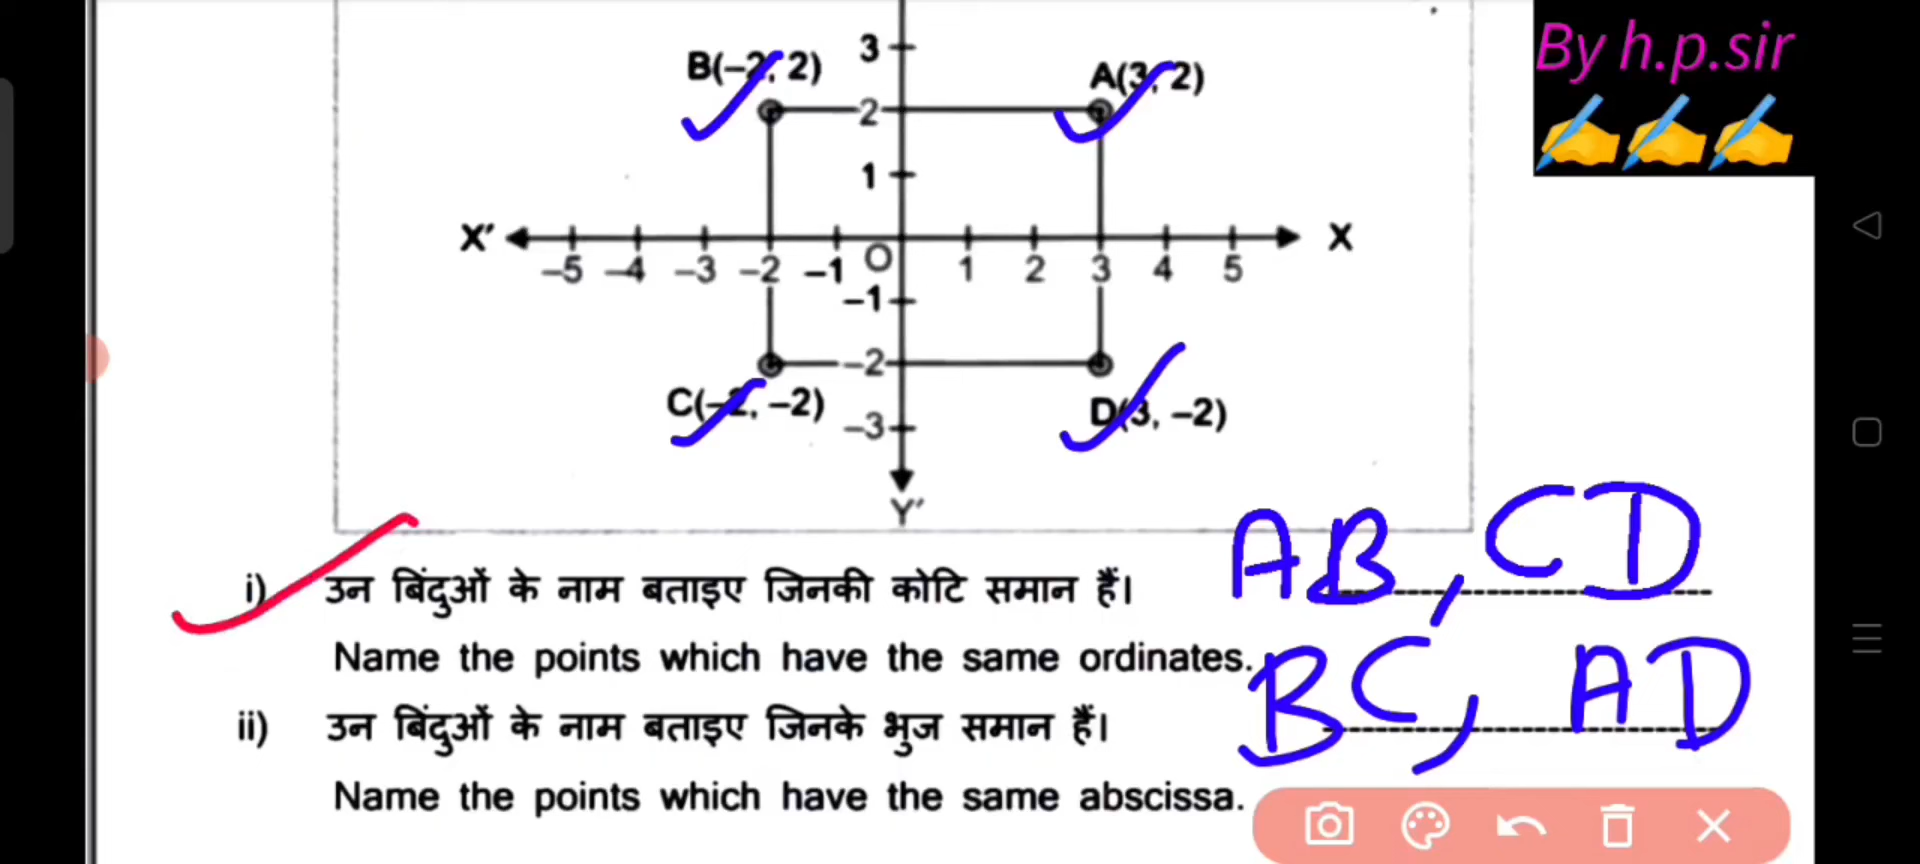 By h.p.sir
3
B(–2, 2)
A(3, 2)
2
1
X′
X
–5 –4 –3 –2 –1 O 1 2 3 4 5
–1
–2
C(–2, –2)
D(3, –2)
–3
Y′
i) उन बिंदुओं के नाम बताइए जिनकी कोटि समान हैं। AB, CD
Name the points which have the same ordinates.
ii) उन बिंदुओं के नाम बताइए जिनके भुज समान हैं। BC, AD
Name the points which have the same abscissa.